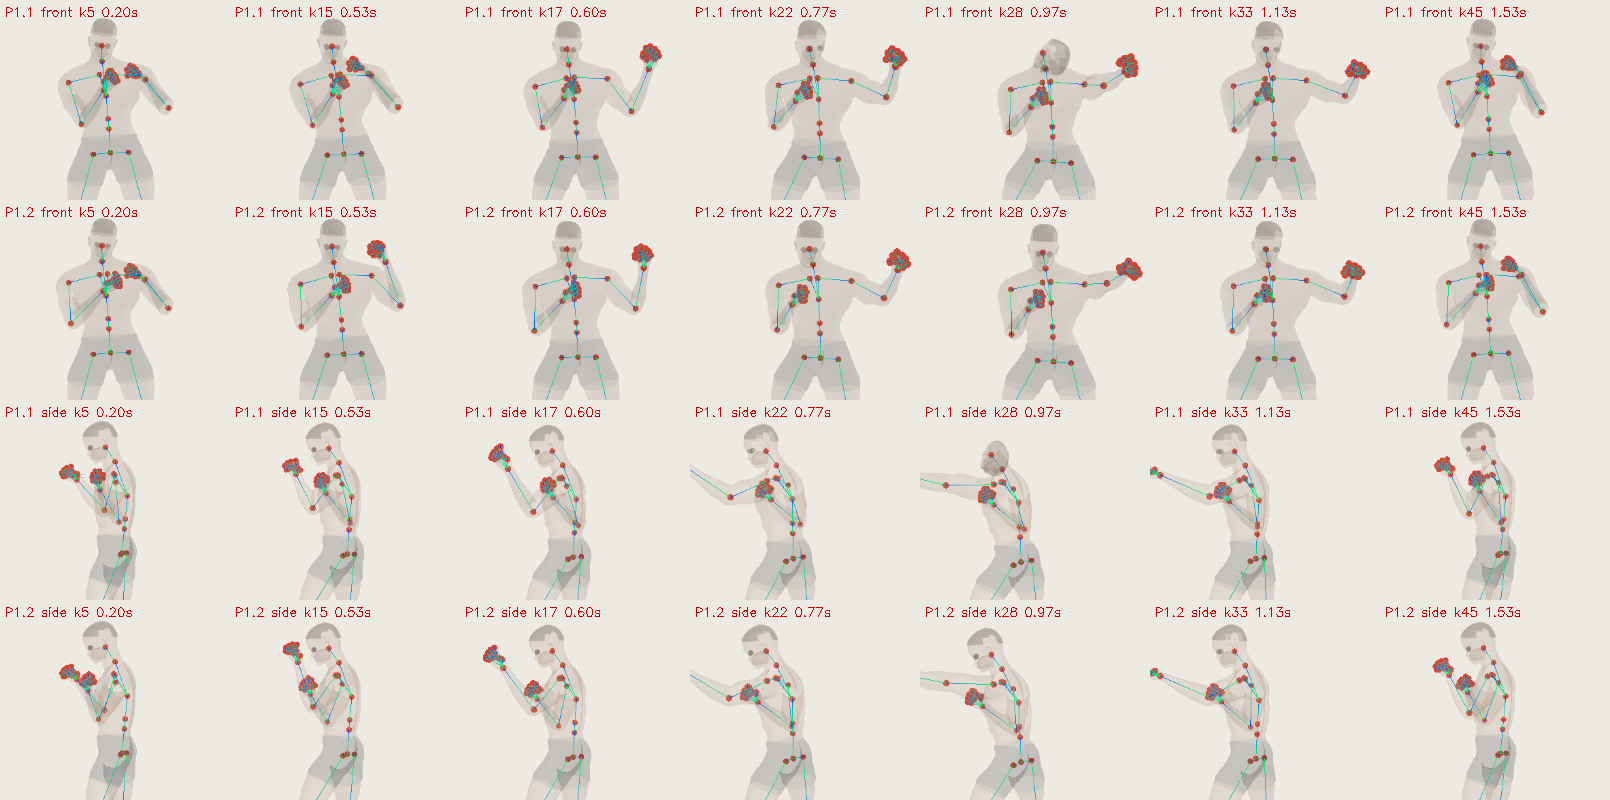 P1.1 front k5 0.20s
P1.1 front k15 0.53s
P1.1 front k17 0.60s
P1.1 front k22 0.77s
P1.1 front k28 0.97s
P1.1 front k33 1.13s
P1.1 front k45 1.53s
P1.2 front k5 0.20s
P1.2 front k15 0.53s
P1.2 front k17 0.60s
P1.2 front k22 0.77s
P1.2 front k28 0.97s
P1.2 front k33 1.13s
P1.2 front k45 1.53s
P1.1 side k5 0.20s
P1.1 side k15 0.53s
P1.1 side k17 0.60s
P1.1 side k22 0.77s
P1.1 side k28 0.97s
P1.1 side k33 1.13s
P1.1 side k45 1.53s
P1.2 side k5 0.20s
P1.2 side k15 0.53s
P1.2 side k17 0.60s
P1.2 side k22 0.77s
P1.2 side k28 0.97s
P1.2 side k33 1.13s
P1.2 side k45 1.53s